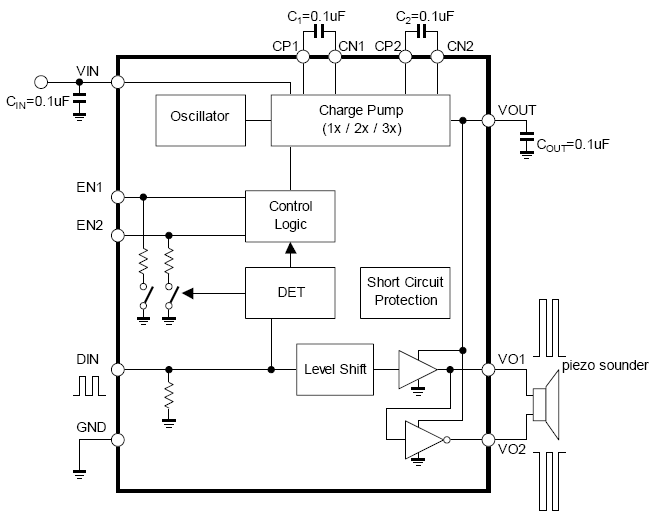 C1=0.1uF
C2=0.1uF
CP1
CN1
CP2
CN2
VIN
CIN=0.1uF
Oscillator
Charge Pump
(1x / 2x / 3x)
VOUT
COUT=0.1uF
EN1
EN2
Control
Logic
DET
Short Circuit
Protection
DIN
Level Shift
VO1
piezo sounder
GND
VO2